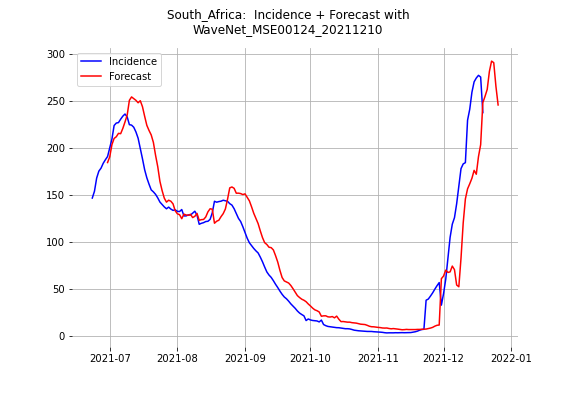 South_Africa:  Incidence + Forecast with
WaveNet_MSE00124_20211210
Incidence
Forecast
300
250
200
150
100
50
0
2021-07 2021-08 2021-09 2021-10 2021-11 2021-12 2022-01